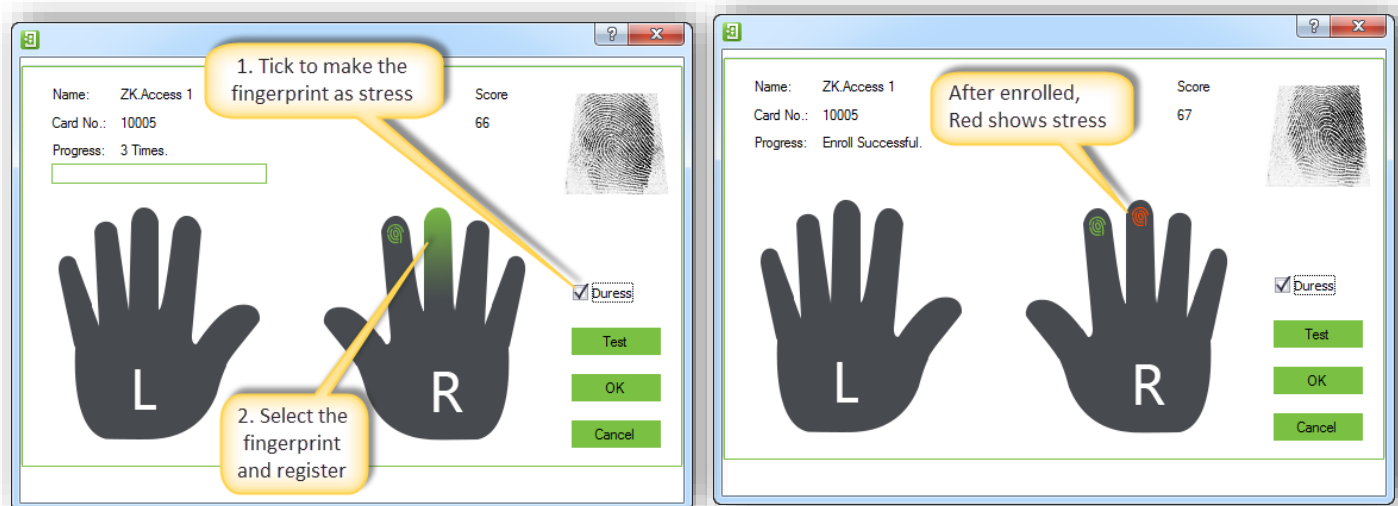 ?
X
1. Tick to make the
fingerprint as stress
Name: ZK.Access 1
Score
Card No.: 10005
66
Progress: 3 Times.
Duress
Test
L
R
OK
2. Select the
fingerprint
and register
Cancel
?
X
Name: ZK.Access 1
After enrolled,
Red shows stress
Score
Card No.: 10005
67
Progress: Enroll Successful.
Duress
Test
L
R
OK
Cancel